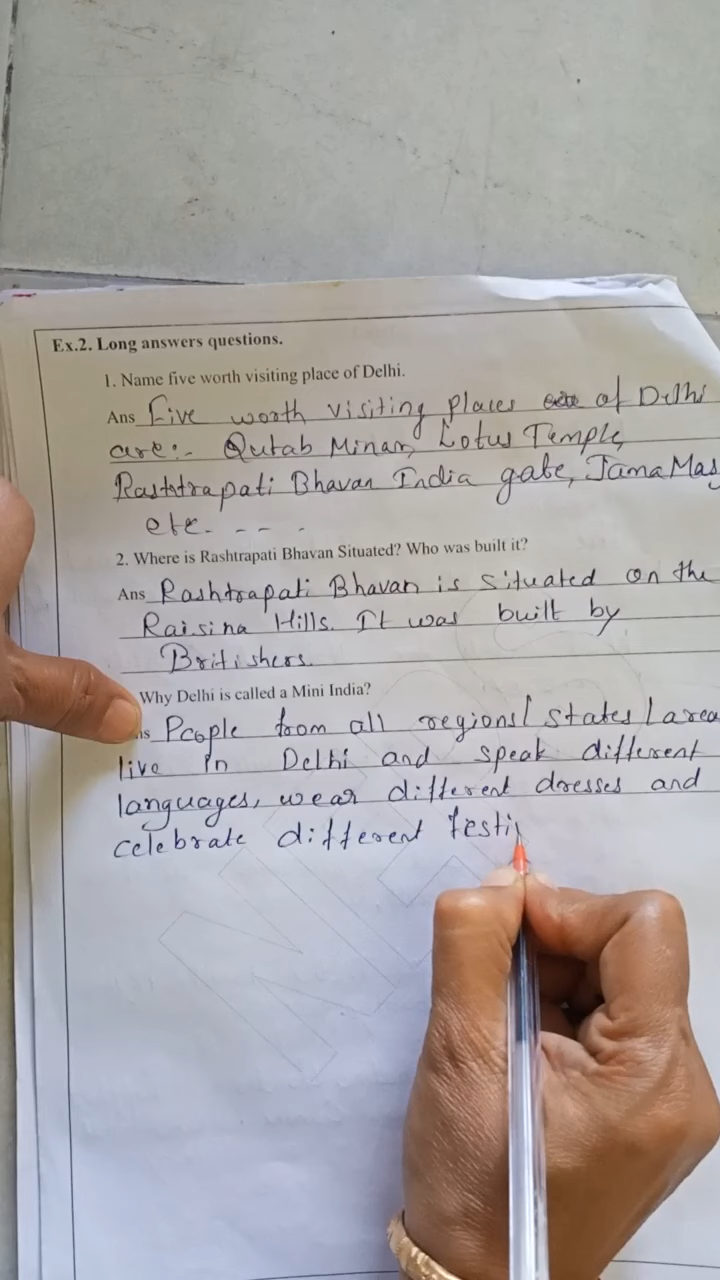 Ex.2. Long answers questions.
1. Name five worth visiting place of Delhi.
Ans Five worth visiting places of Delhi
are:- Qutab Minar, Lotus Temple,
Rashtrapati Bhavan India gate, Jama Mas
etc. - - -
2. Where is Rashtrapati Bhavan Situated? Who was built it?
Ans Rashtrapati Bhavan is situated on the
Raisina Hills. It was built by
Britishers.
Why Delhi is called a Mini India?
ns People from all regions/states/area
live in Delhi and speak different
languages, wear different dresses and
celebrate different festi